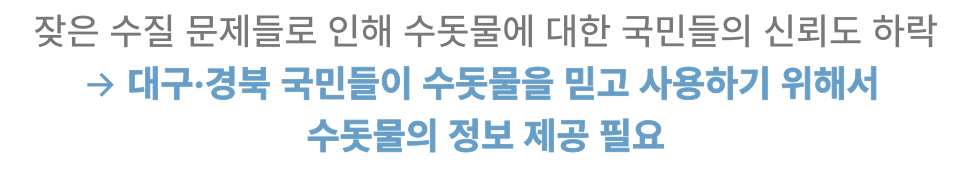 잦은 수질 문제들로 인해 수돗물에 대한 국민들의 신뢰도 하락
→ 대구·경북 국민들이 수돗물을 믿고 사용하기 위해서
수돗물의 정보 제공 필요